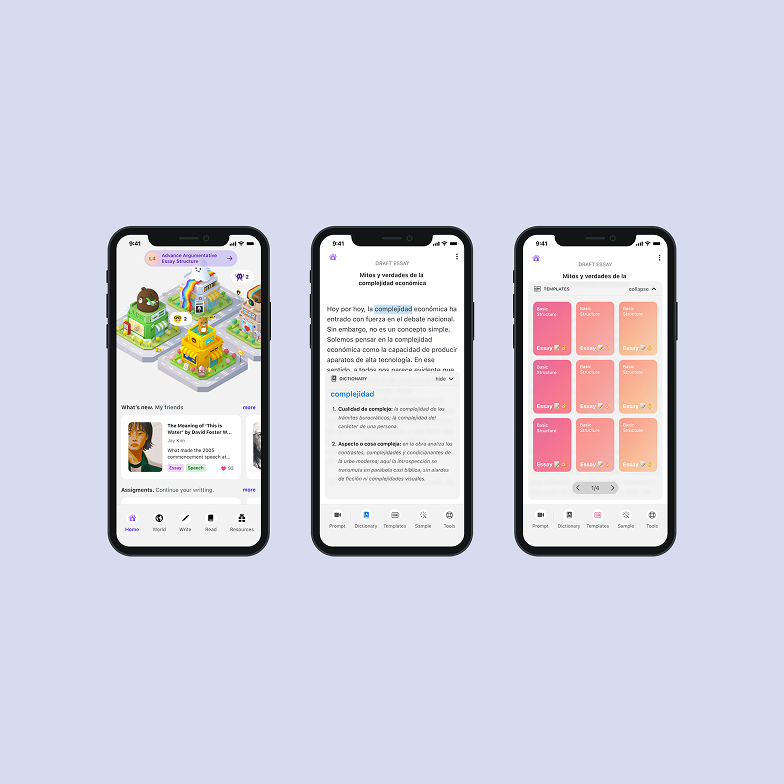 9:41
L4 Advance Argumentative
Essay Structure
2
2
What's new. My friends
more
The Meaning of 'This is
Water' by David Foster W...
Jay Kim
What made the 2005
commencement speech at...
Essay
Speech
93
Assigments. Continue your writting.
more
Home
World
Write
Read
Resources
9:41
DRAFT ESSAY
Mitos y verdades de la
complejidad económica
Hoy por hoy, la complejidad económica ha
entrado con fuerza en el debate nacional.
Sin embargo, no es un concepto simple.
Solemos pensar en la complejidad
económica como la capacidad de producir
aparatos de alta tecnología. En ese
sentido, a todos nos parece evidente que
DICTIONARY
hide
complejidad
1. Cualidad de complejo: la complejidad de los
trámites burocráticos; la complejidad del
carácter de una persona.
2. Aspecto o cosa compleja: en la obra analiza los
contrastes, complejidades y condicionantes de
la urbe moderna; aquí la introspección se
transmuta en parábola casi bíblica, sin alardes
de ficción ni complejidades visuales.
Prompt
Dictionary
Templates
Sample
Tools
9:41
DRAFT ESSAY
Mitos y verdades de la
TEMPLATES
collapse
Basic
Structure
Essay
Basic
Structure
Essay
Basic
Structure
Essay
Basic
Structure
Essay
Basic
Structure
Essay
Basic
Structure
Essay
Basic
Structure
Essay
Basic
Structure
Essay
Basic
Structure
Essay
1/4
Prompt
Dictionary
Templates
Sample
Tools